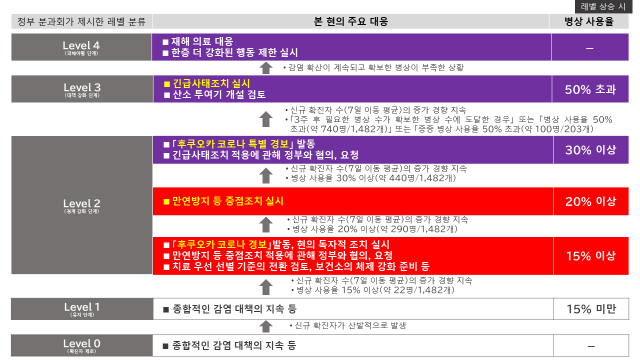 레벨 상승 시
정부 분과회가 제시한 레벨 분류
본 현의 주요 대응
병상 사용율
Level 4
■ 재해 의료 대응
■ 한층 더 강화된 행동 제한 실시
–
• 감염 확산이 계속되고 확보한 병상이 부족한 상황
Level 3
(대책 강화 단계)
■ 긴급사태조치 실시
■ 산소 투여기 개설 검토
50% 초과
• 신규 확진자 수(7일 이동 평균)의 증가 경향 지속
• 「3주 후 필요한 병상 수가 확보한 병상 수에 도달한 경우」 또는 「병상 사용율 50%
초과(약 740명/1,482개)」 또는 「중증 병상 사용율 50% 초과(약 100명/203개)
Level 2
(경계 강화 단계)
■ 「후쿠오카 코로나 특별 경보」 발동
■ 긴급사태조치 적용에 관해 정부와 협의, 요청
30% 이상
• 신규 확진자 수(7일 이동 평균)의 증가 경향 지속
• 병상 사용율 30% 이상(약 440명/1,482개)
■ 만연방지 등 중점조치 실시
20% 이상
• 신규 확진자 수(7일 이동 평균)의 증가 경향 지속
• 병상 사용율 20% 이상(약 290명/1,482개)
■ 「후쿠오카 코로나 경보」발동, 현의 독자적 조치 실시
■ 만연방지 등 중점조치 적용에 관해 정부와 협의, 요청
■ 치료 우선 선별 기준의 전환 검토, 보건소의 체제 강화 준비 등
15% 이상
• 신규 확진자 수(7일 이동 평균)의 증가 경향 지속
• 병상 사용율 15% 이상(약 22명/1,482개)
Level 1
(유지 단계)
■ 종합적인 감염 대책의 지속 등
15% 미만
• 신규 확진자가 산발적으로 발생
Level 0
(확진자 제로)
■ 종합적인 감염 대책의 지속 등
–